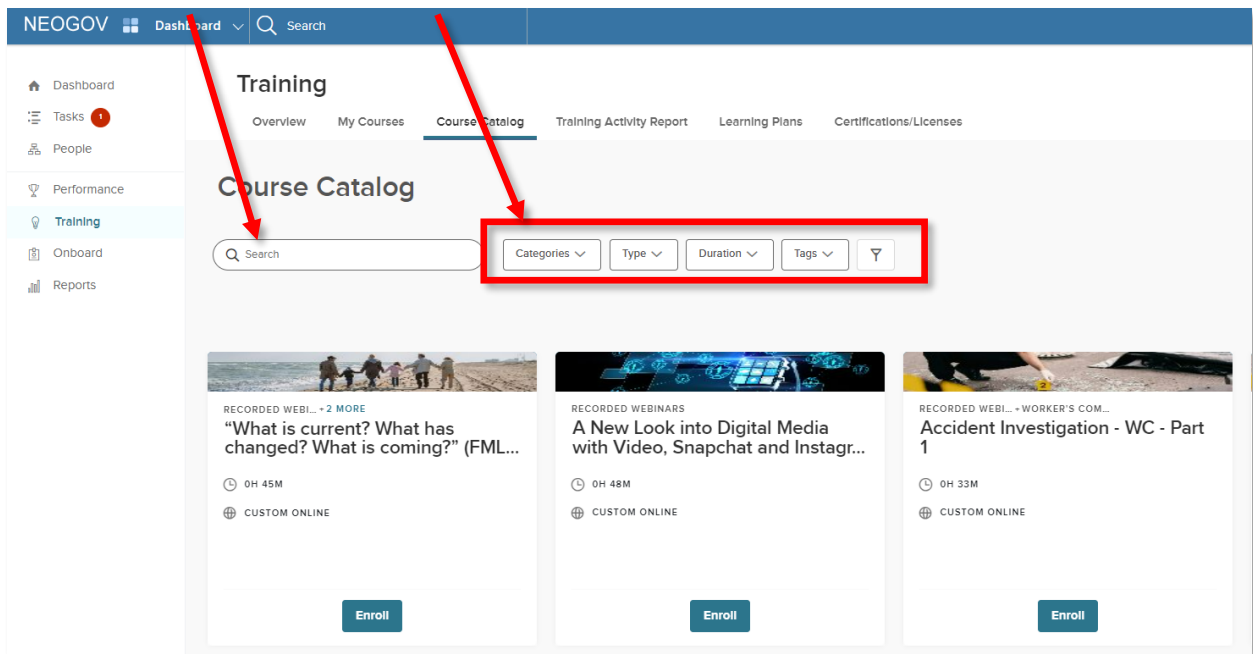 NEOGOV Dashboard Search
Dashboard
Tasks 1
People
Performance
Training
Onboard
Reports
Training
Overview My Courses Course Catalog Training Activity Report Learning Plans Certifications/Licenses
Course Catalog
Search Categories Type Duration Tags
RECORDED WEBI... +2 MORE
“What is current? What has
changed? What is coming?” (FML...
0H 45M
CUSTOM ONLINE
Enroll
RECORDED WEBINARS
A New Look into Digital Media
with Video, Snapchat and Instagr...
0H 48M
CUSTOM ONLINE
Enroll
2
RECORDED WEBI... +WORKER'S COM...
Accident Investigation - WC - Part
1
0H 33M
CUSTOM ONLINE
Enroll